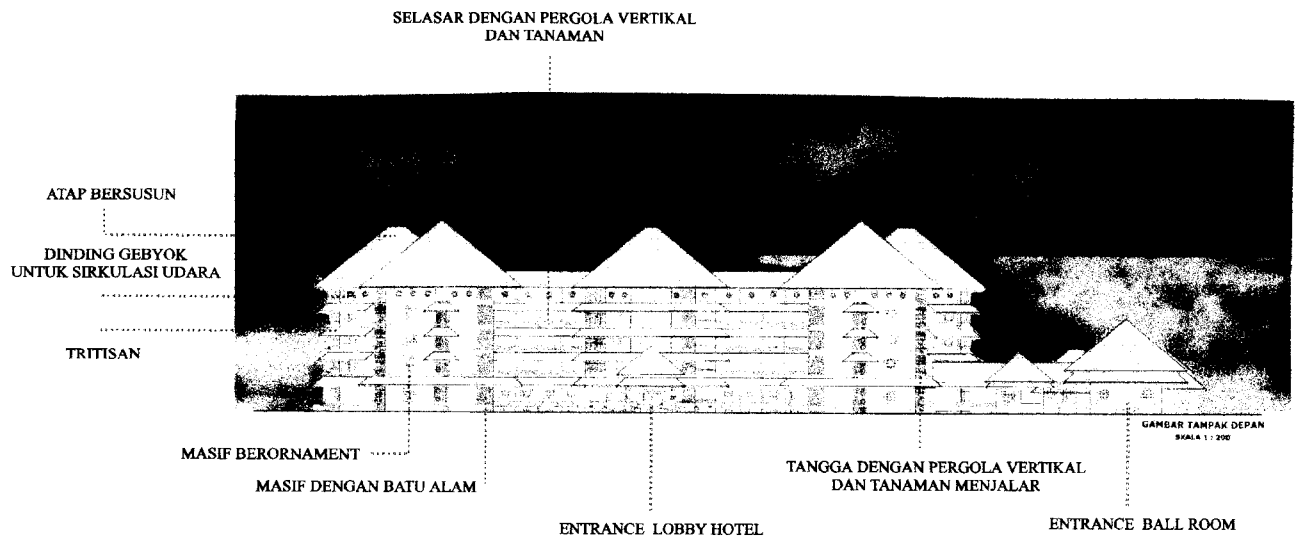 SELASAR DENGAN PERGOLA VERTIKAL
DAN TANAMAN
ATAP BERSUSUN
DINDING GEBYOK
UNTUK SIRKULASI UDARA
TRITISAN
GAMBAR TAMPAK DEPAN
SKALA 1 : 200
MASIF BERORNAMENT
MASIF DENGAN BATU ALAM
TANGGA DENGAN PERGOLA VERTIKAL
DAN TANAMAN MENJALAR
ENTRANCE LOBBY HOTEL
ENTRANCE BALL ROOM